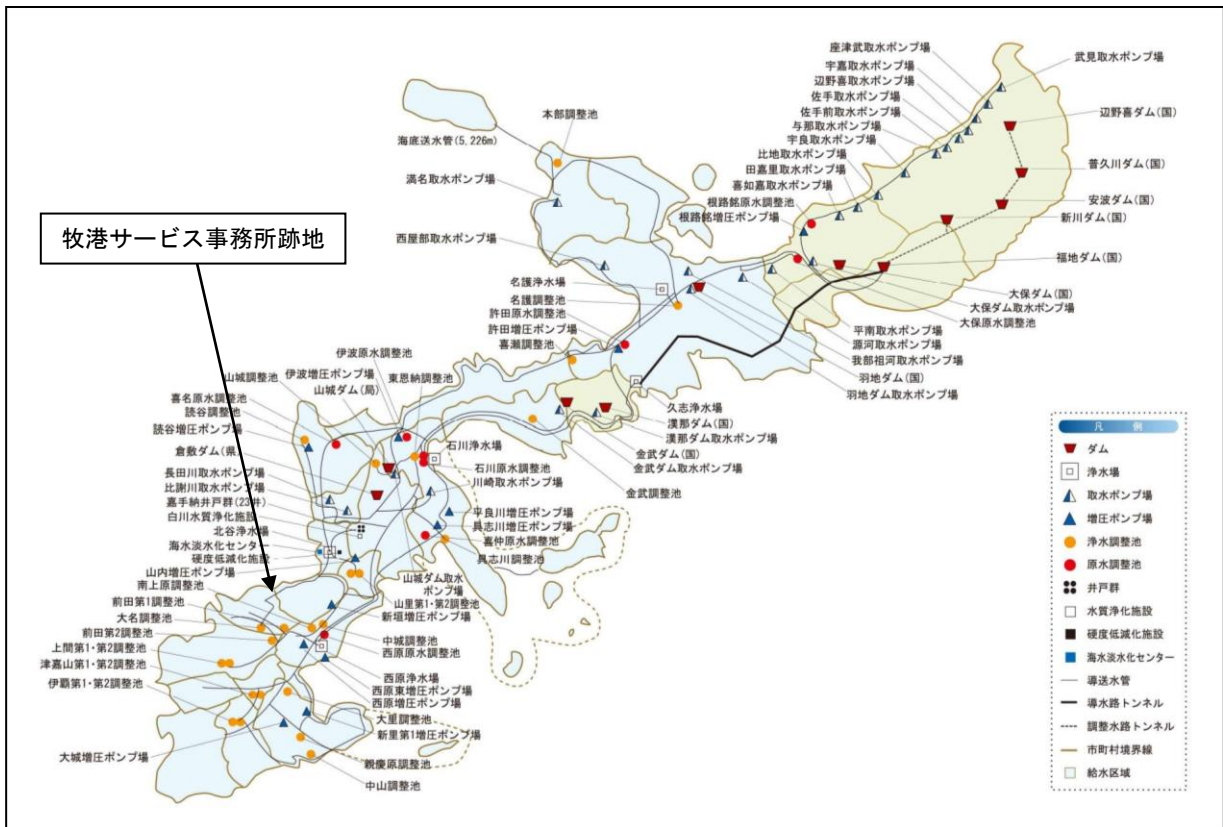 座津武取水ポンプ場
宇嘉取水ポンプ場
辺野喜取水ポンプ場
佐手取水ポンプ場
佐手前取水ポンプ場
与那取水ポンプ場
宇良取水ポンプ場
比地取水ポンプ場
田嘉里取水ポンプ場
喜如嘉取水ポンプ場
根路銘原水調整池
根路銘増圧ポンプ場
武見取水ポンプ場
辺野喜ダム(国)
普久川ダム(国)
安波ダム(国)
新川ダム(国)
福地ダム(国)
大保ダム(国)
大保ダム取水ポンプ場
大保原水調整池
本部調整池
海底送水管(5,226m)
満名取水ポンプ場
西屋部取水ポンプ場
名護浄水場
名護調整池
許田原水調整池
許田増圧ポンプ場
喜瀬調整池
平南取水ポンプ場
源河取水ポンプ場
我部祖河取水ポンプ場
羽地ダム(国)
羽地ダム取水ポンプ場
久志浄水場
漢那ダム(国)
漢那ダム取水ポンプ場
金武ダム(国)
金武ダム取水ポンプ場
金武調整池
牧港サービス事務所跡地
伊波原水調整池
伊波増圧ポンプ場
東恩納調整池
山城調整池
山城ダム(局)
喜名原水調整池
読谷調整池
読谷増圧ポンプ場
倉敷ダム(県)
長田川取水ポンプ場
比謝川取水ポンプ場
嘉手納井戸群(23井)
白川水質浄化施設
北谷浄水場
海水淡水化センター
硬度低減化施設
山内増圧ポンプ場
南上原調整池
前田第1調整池
大名調整池
前田第2調整池
上間第1・第2調整池
津嘉山第1・第2調整池
伊覇第1・第2調整池
大城増圧ポンプ場
石川浄水場
石川原水調整池
川崎取水ポンプ場
平良川増圧ポンプ場
具志川増圧ポンプ場
嘉仲原水調整池
具志川調整池
山城ダム取水
ポンプ場
山里第1・第2調整池
新垣増圧ポンプ場
中城調整池
西原原水調整池
西原浄水場
西原東増圧ポンプ場
西原増圧ポンプ場
大里調整池
新里第1増圧ポンプ場
親慶原調整池
中山調整池
凡 例
ダム
浄水場
取水ポンプ場
増圧ポンプ場
浄水調整池
原水調整池
井戸群
水質浄化施設
硬度低減化施設
海水淡水化センター
導送水管
導水路トンネル
調整水路トンネル
市町村境界線
給水区域